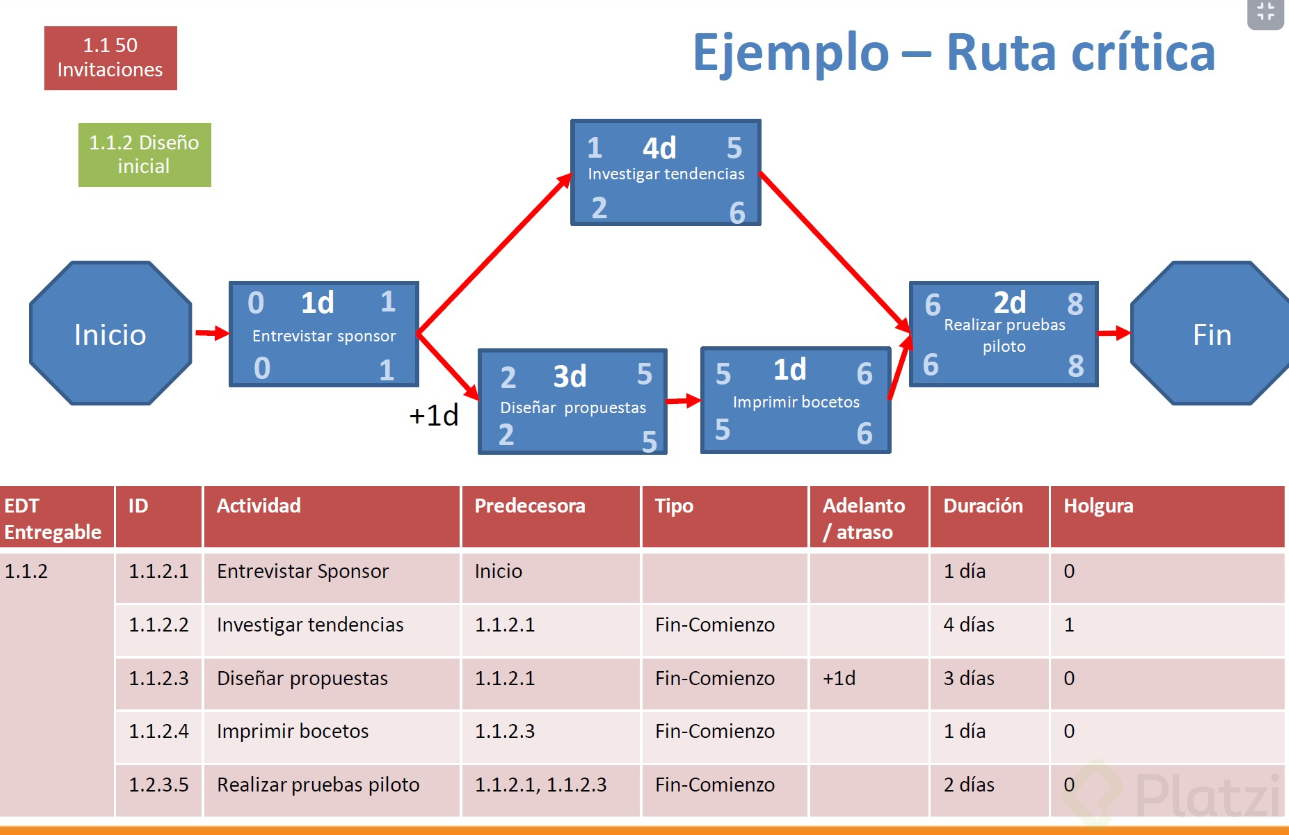 1.1 50
Invitaciones
Ejemplo – Ruta crítica
1.1.2 Diseño
inicial
1 4d 5
Investigar tendencias
2 6
Inicio
0 1d 1
Entrevistar sponsor
0 1
+1d
2 3d 5
Diseñar propuestas
2 5
5 1d 6
Imprimir bocetos
5 6
6 2d 8
Realizar pruebas
piloto
6 8
Fin
EDT
Entregable
ID
Actividad
Predecesora
Tipo
Adelanto
/ atraso
Duración
Holgura
1.1.2 1.1.2.1 Entrevistar Sponsor Inicio 1 día 0
1.1.2.2 Investigar tendencias 1.1.2.1 Fin-Comienzo 4 días 1
1.1.2.3 Diseñar propuestas 1.1.2.1 Fin-Comienzo +1d 3 días 0
1.1.2.4 Imprimir bocetos 1.1.2.3 Fin-Comienzo 1 día 0
1.2.3.5 Realizar pruebas piloto 1.1.2.1, 1.1.2.3 Fin-Comienzo 2 días 0
Platzi